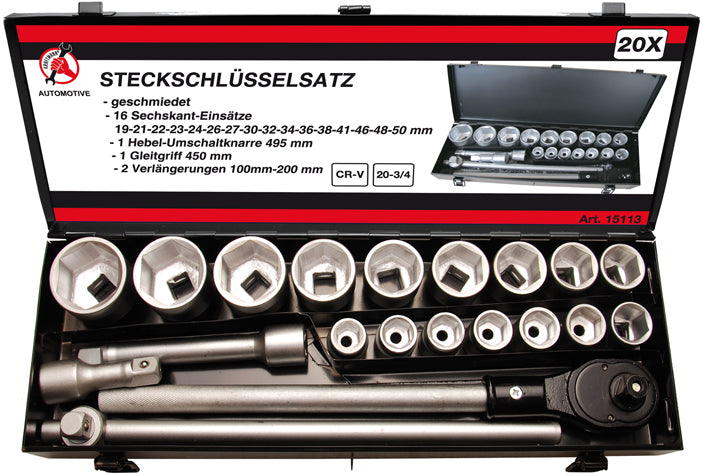 20X
KRAFTMANN
AUTOMOTIVE
STECKSCHLÜSSELSATZ
- geschmiedet
- 16 Sechskant-Einsätze
19-21-22-23-24-26-27-30-32-34-36-38-41-46-48-50 mm
- 1 Hebel-Umschaltknarre 495 mm
- 1 Gleitgriff 450 mm
- 2 Verlängerungen 100mm-200 mm
CR-V
20-3/4
Art. 15113